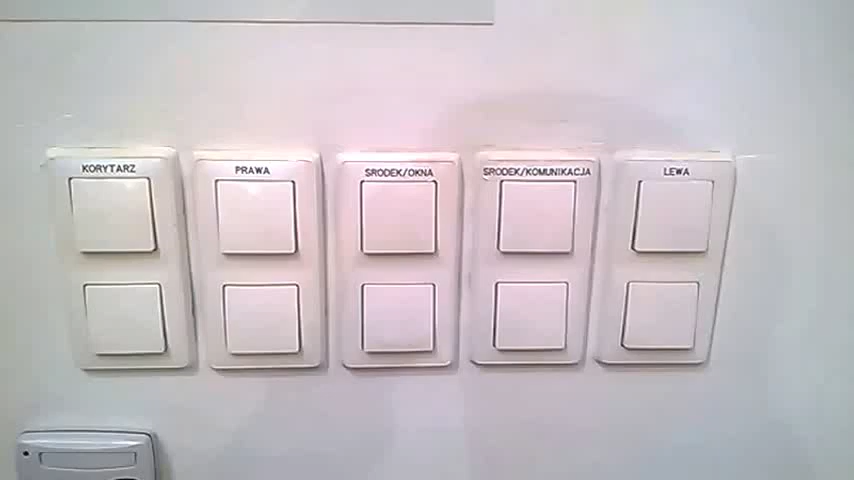 KORYTARZ
PRAWA
SRODEK/OKNA
SRODEK/KOMUNIKACJA
LEWA